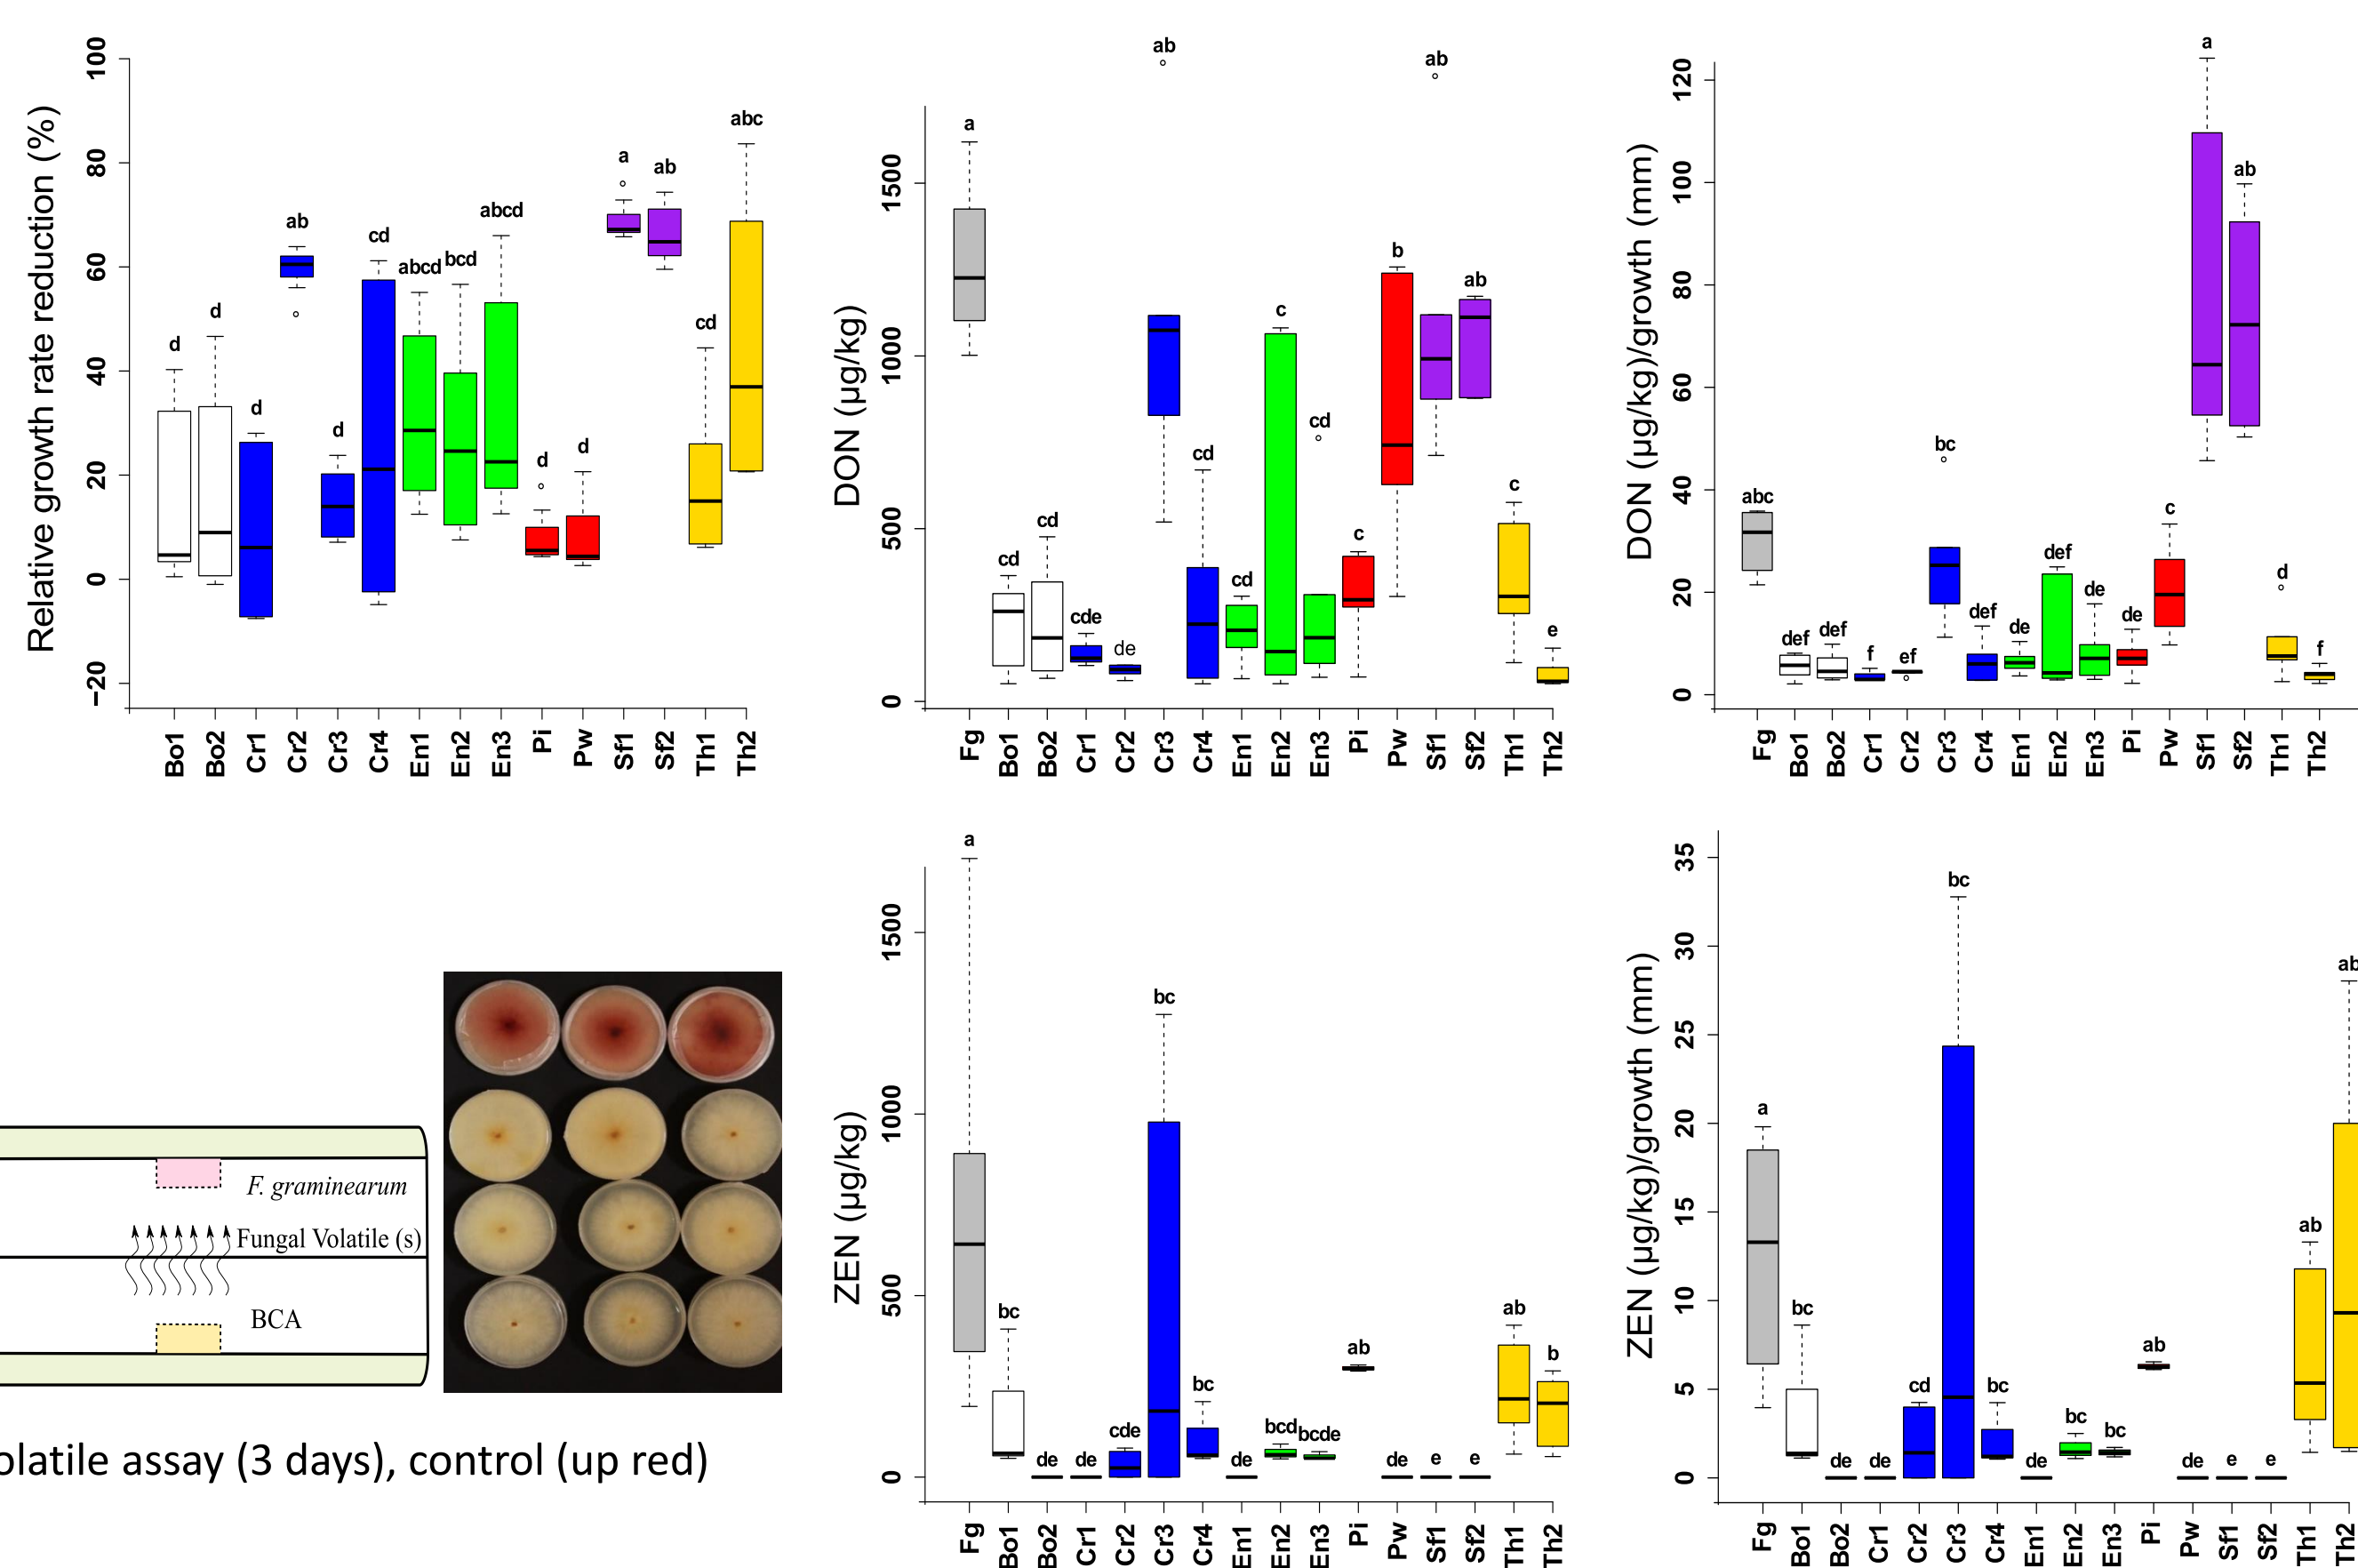 Relative growth rate reduction (%)
100
80
60
40
20
0
−20
d
d
d
ab
d
cd
abcd
bcd
abcd
d
d
a
ab
cd
abc
Bo1
Bo2
Cr1
Cr2
Cr3
Cr4
En1
En2
En3
Pi
Pw
Sf1
Sf2
Th1
Th2
DON (µg/kg)
1500
1000
500
0
a
cd
cd
cde
de
ab
cd
cd
c
cd
c
b
ab
ab
c
e
Fg
Bo1
Bo2
Cr1
Cr2
Cr3
Cr4
En1
En2
En3
Pi
Pw
Sf1
Sf2
Th1
Th2
DON (µg/kg)/growth (mm)
120
100
80
60
40
20
0
abc
def
def
f
ef
bc
def
de
def
de
de
c
a
ab
d
f
Fg
Bo1
Bo2
Cr1
Cr2
Cr3
Cr4
En1
En2
En3
Pi
Pw
Sf1
Sf2
Th1
Th2
F. graminearum
Fungal Volatile (s)
BCA
olatile assay (3 days), control (up red)
ZEN (µg/kg)
1500
1000
500
0
a
bc
de
de
cde
bc
bc
de
bcd
bcde
ab
de
e
e
ab
b
Fg
Bo1
Bo2
Cr1
Cr2
Cr3
Cr4
En1
En2
En3
Pi
Pw
Sf1
Sf2
Th1
Th2
ZEN (µg/kg)/growth (mm)
35
30
25
20
15
10
5
0
a
bc
de
de
cd
bc
bc
de
bc
bc
ab
de
e
e
ab
ab
Fg
Bo1
Bo2
Cr1
Cr2
Cr3
Cr4
En1
En2
En3
Pi
Pw
Sf1
Sf2
Th1
Th2